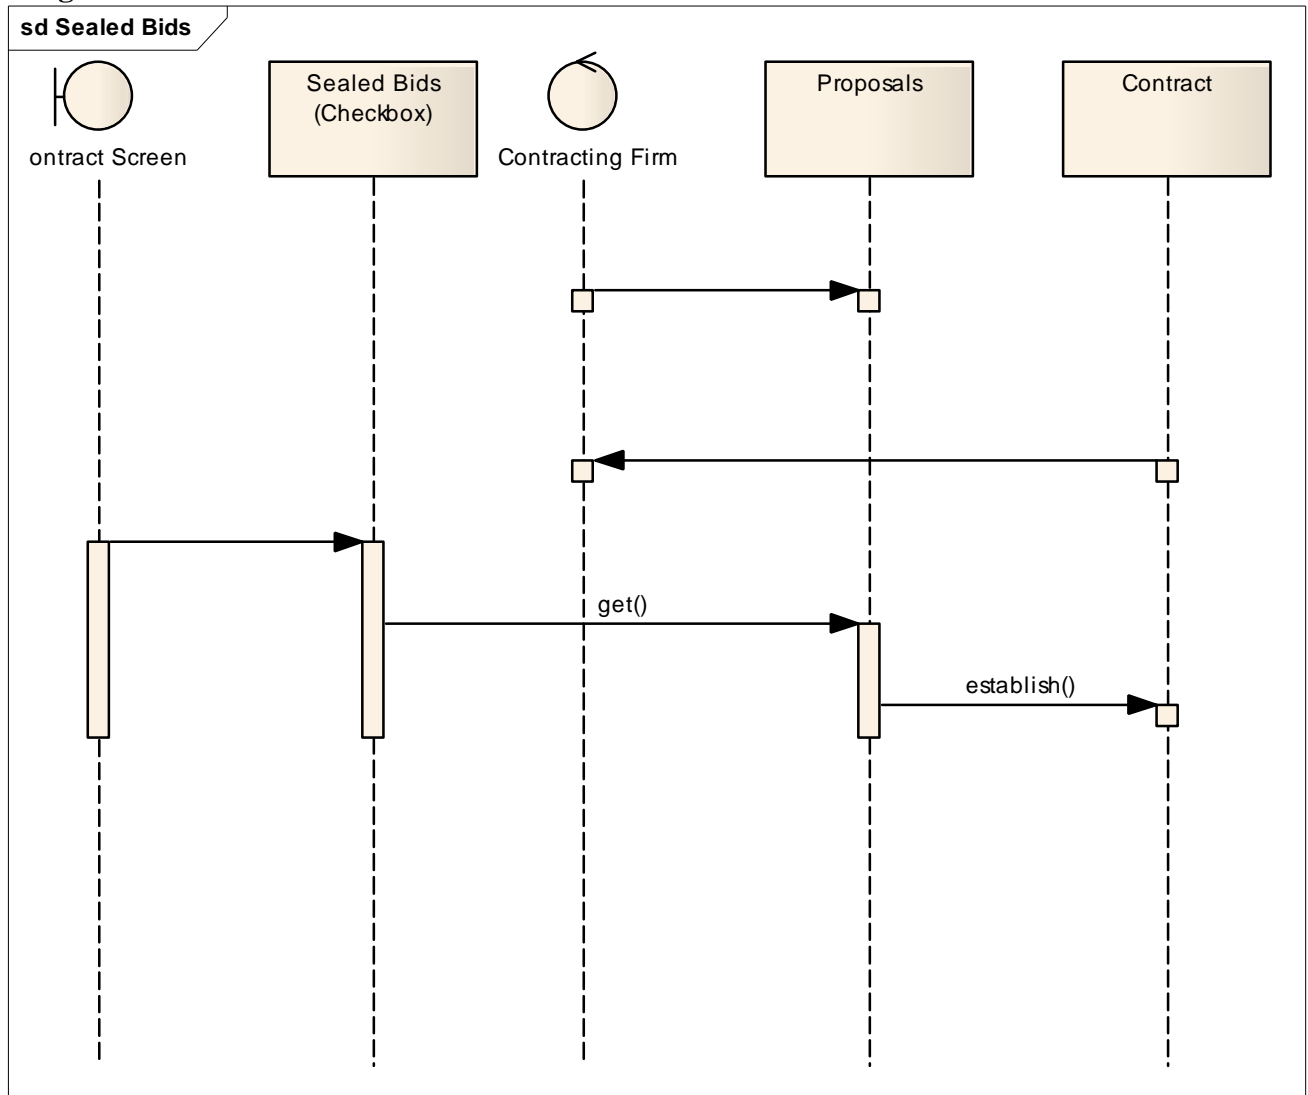 sd Sealed Bids
Sealed Bids
(Checkbox)
Proposals
Contract
ontract Screen
Contracting Firm
get()
establish()